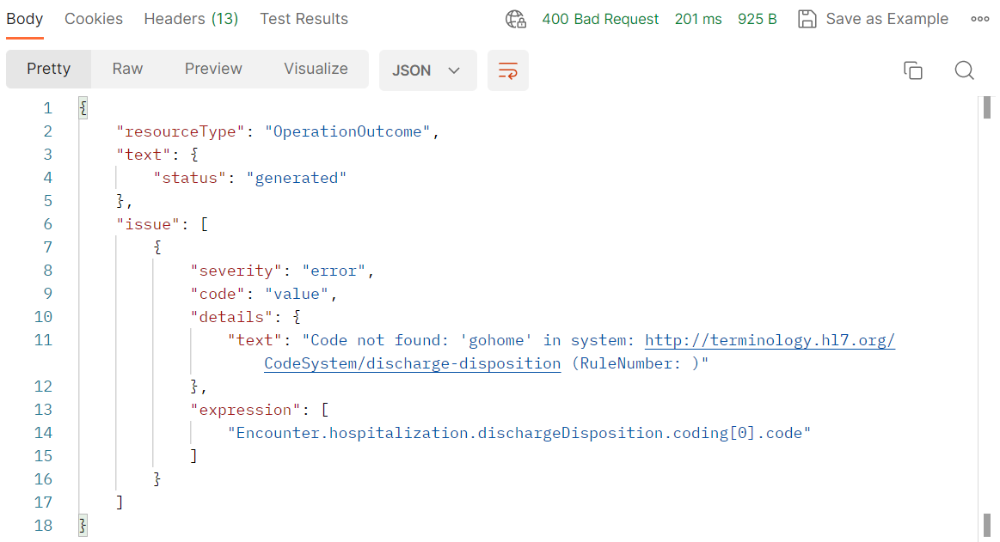 Body Cookies Headers (13) Test Results 400 Bad Request 201 ms 925 B Save as Example
Pretty Raw Preview Visualize JSON
1 {
2 "resourceType": "OperationOutcome",
3 "text": {
4 "status": "generated"
5 },
6 "issue": [
7 {
8 "severity": "error",
9 "code": "value",
10 "details": {
11 "text": "Code not found: 'gohome' in system: http://terminology.hl7.org/
CodeSystem/discharge-disposition (RuleNumber: )"
12 },
13 "expression": [
14 "Encounter.hospitalization.dischargeDisposition.coding[0].code"
15 ]
16 }
17 ]
18 }